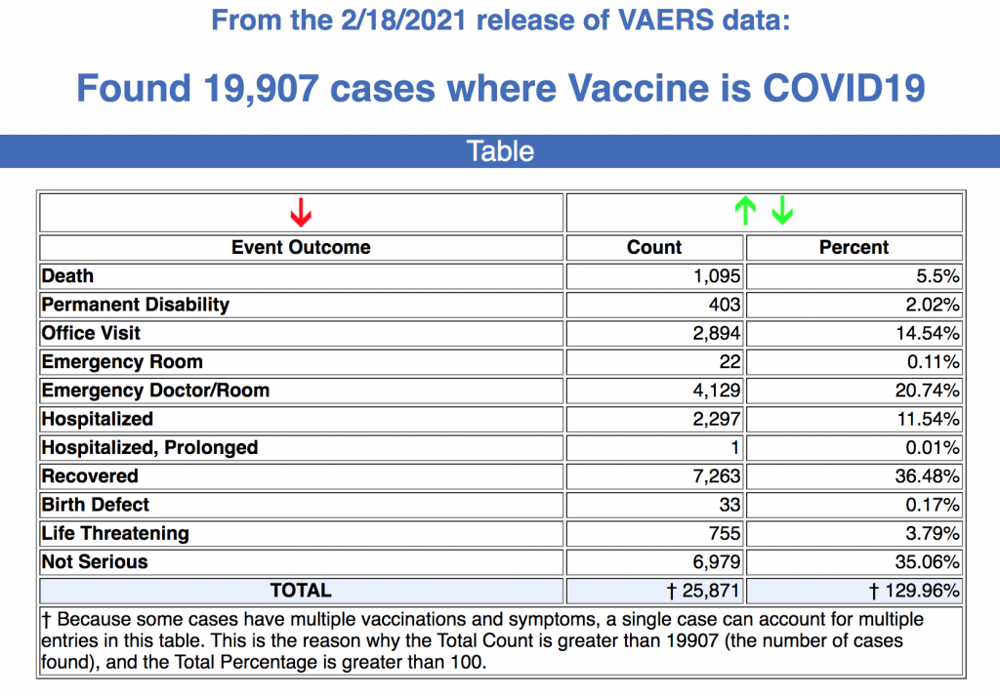 From the 2/18/2021 release of VAERS data:
Found 19,907 cases where Vaccine is COVID19
Table
Event Outcome Count Percent
Death 1,095 5.5%
Permanent Disability 403 2.02%
Office Visit 2,894 14.54%
Emergency Room 22 0.11%
Emergency Doctor/Room 4,129 20.74%
Hospitalized 2,297 11.54%
Hospitalized, Prolonged 1 0.01%
Recovered 7,263 36.48%
Birth Defect 33 0.17%
Life Threatening 755 3.79%
Not Serious 6,979 35.06%
TOTAL † 25,871 † 129.96%
† Because some cases have multiple vaccinations and symptoms, a single case can account for multiple
entries in this table. This is the reason why the Total Count is greater than 19907 (the number of cases
found), and the Total Percentage is greater than 100.